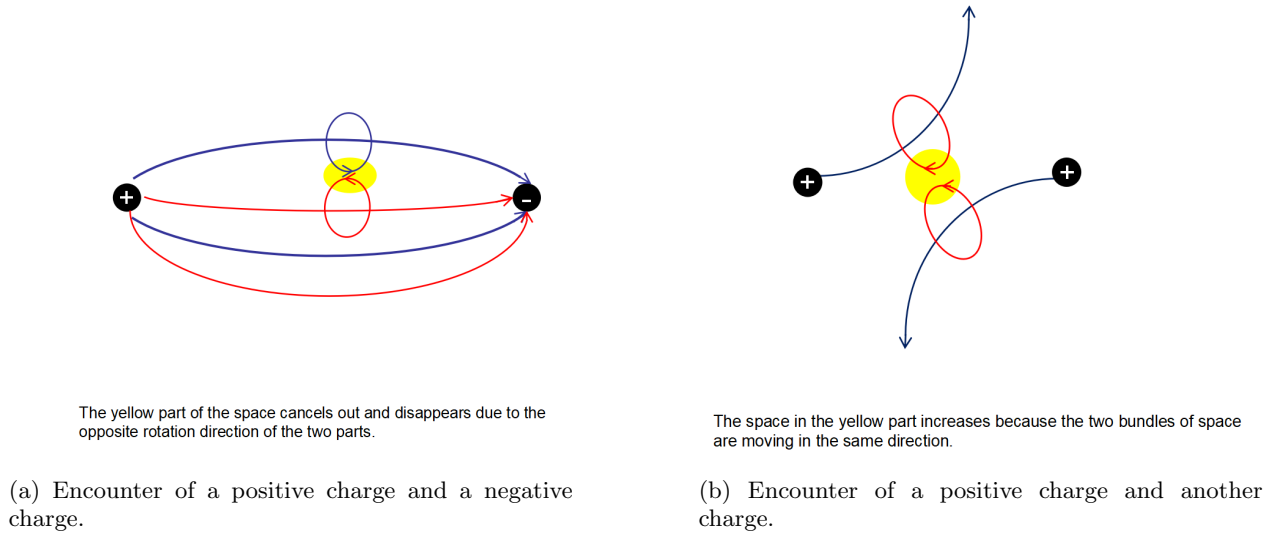 +
-
+
+
The yellow part of the space cancels out and disappears due to the
opposite rotation direction of the two parts.
The space in the yellow part increases because the two bundles of space
are moving in the same direction.
(a) Encounter of a positive charge and a negative
charge.
(b) Encounter of a positive charge and another
charge.